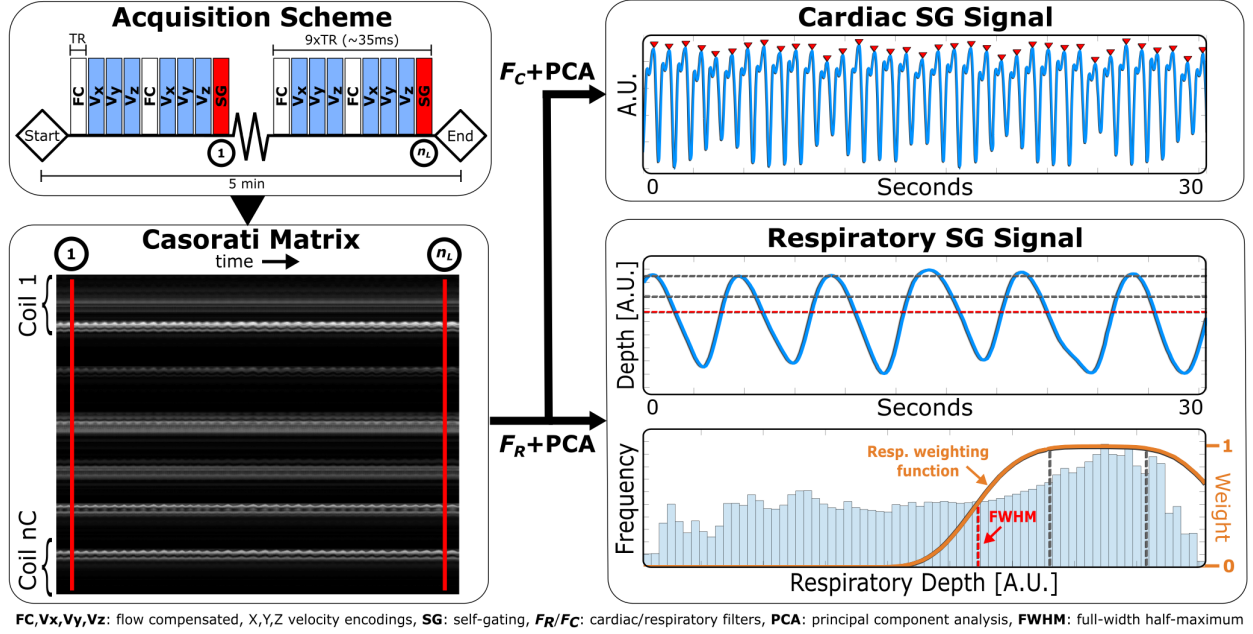 Acquisition Scheme
TR
9xTR (~35ms)
FC Vx Vy Vz FC Vx Vy Vz SG
FC Vx Vy Vz FC Vx Vy Vz SG
Start
End
1
nL
5 min
Casorati Matrix
1
time
nL
Coil 1
Coil nC
FC+PCA
FR+PCA
Cardiac SG Signal
A.U.
0
Seconds
30
Respiratory SG Signal
Depth [A.U.]
0
Seconds
30
Frequency
Resp. weighting
function
FWHM
1
Weight
0
Respiratory Depth [A.U.]
FC,Vx,Vy,Vz: flow compensated, X,Y,Z velocity encodings, SG: self-gating, FR/FC: cardiac/respiratory filters, PCA: principal component analysis, FWHM: full-width half-maximum